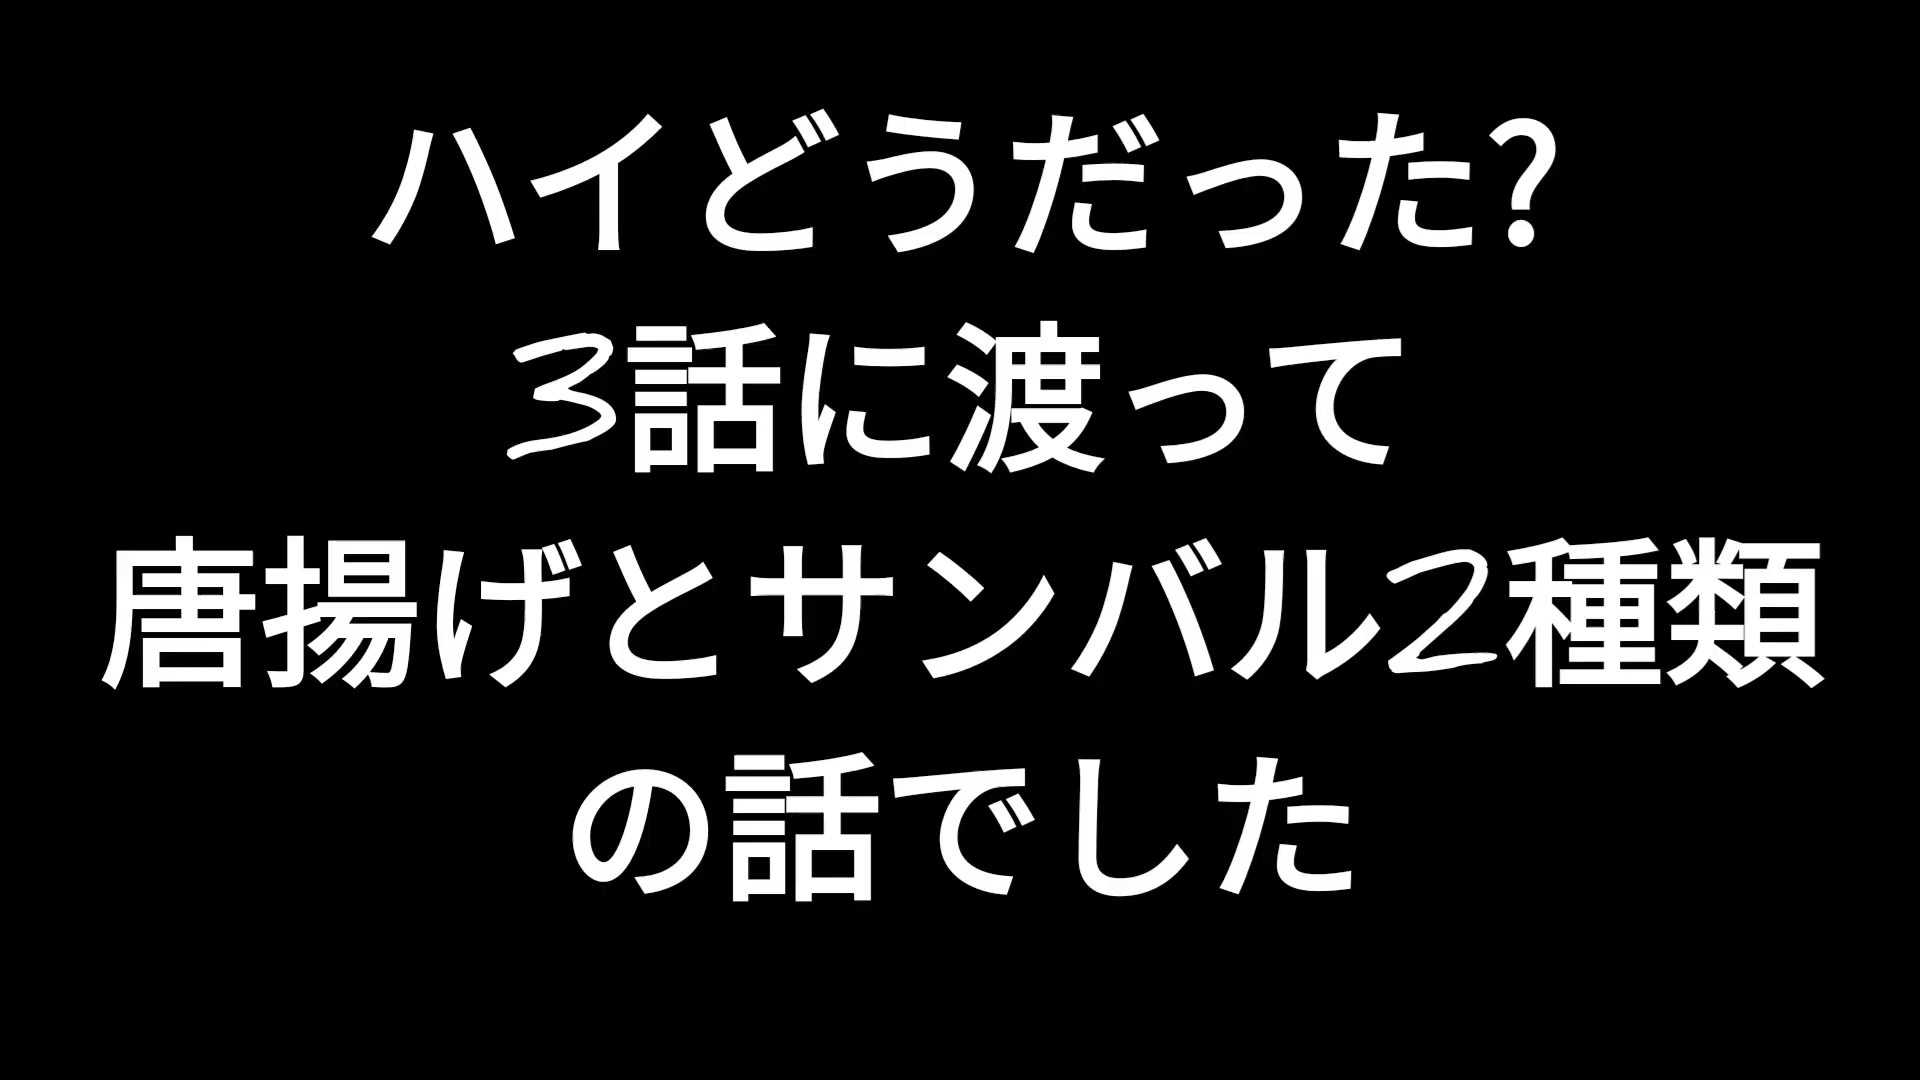 ハイどうだった?
3話に渡って
唐揚げとサンバル2種類
の話でした